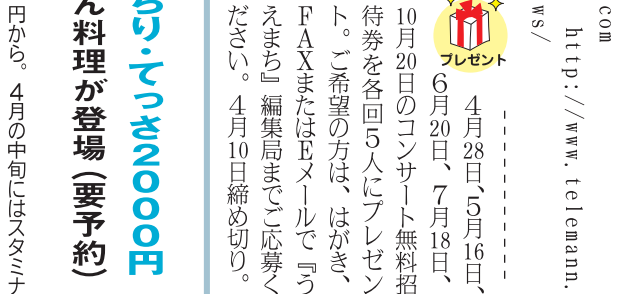 com
http://www.telemann.
ws/
プレゼント
4月28日、5月16日、
6月20日、7月18日、
10月20日のコンサート無料招
待券を各回5人にプレゼン
ト。ご希望の方は、はがき、
FAXまたはEメールで『う
えまち』編集局までご応募く
ださい。4月10日締め切り。
ちり・てっさ2000円
ん料理が登場(要予約)
円から。4月の中旬にはスタミナ